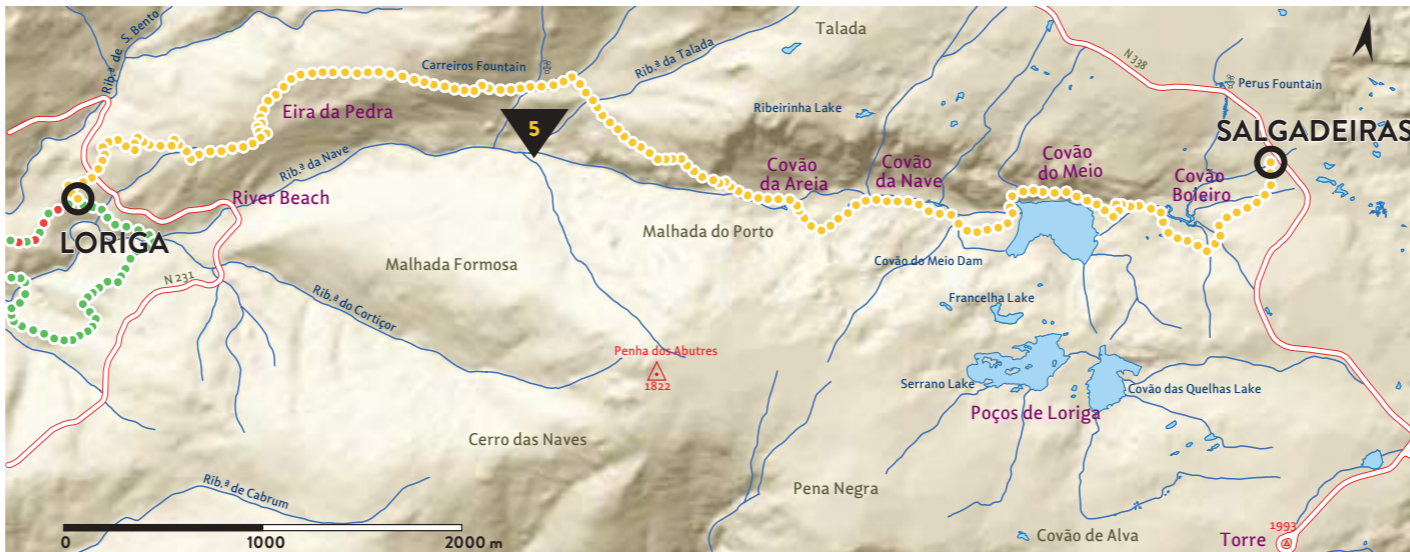 Rib.ª de S. Bento
Carreiros Fountain
Rib.ª da Talada
Talada
N 338
Perus Fountain
Eira da Pedra
5
Ribeirinha Lake
SALGADEIRAS
Rib.ª da Nave
Covão
da Areia
Covão
da Nave
Covão
do Meio
Covão
Boleiro
River Beach
LORIGA
Malhada do Porto
Malhada Formosa
Covão do Meio Dam
N 231
Rib.ª do Cortiçor
Francelha Lake
Penha dos Abutres
1822
Serrano Lake
Covão das Quelhas Lake
Poços de Loriga
Cerro das Naves
Rib.ª de Cabrum
Pena Negra
Covão de Alva
1993
Torre
0 1000 2000 m